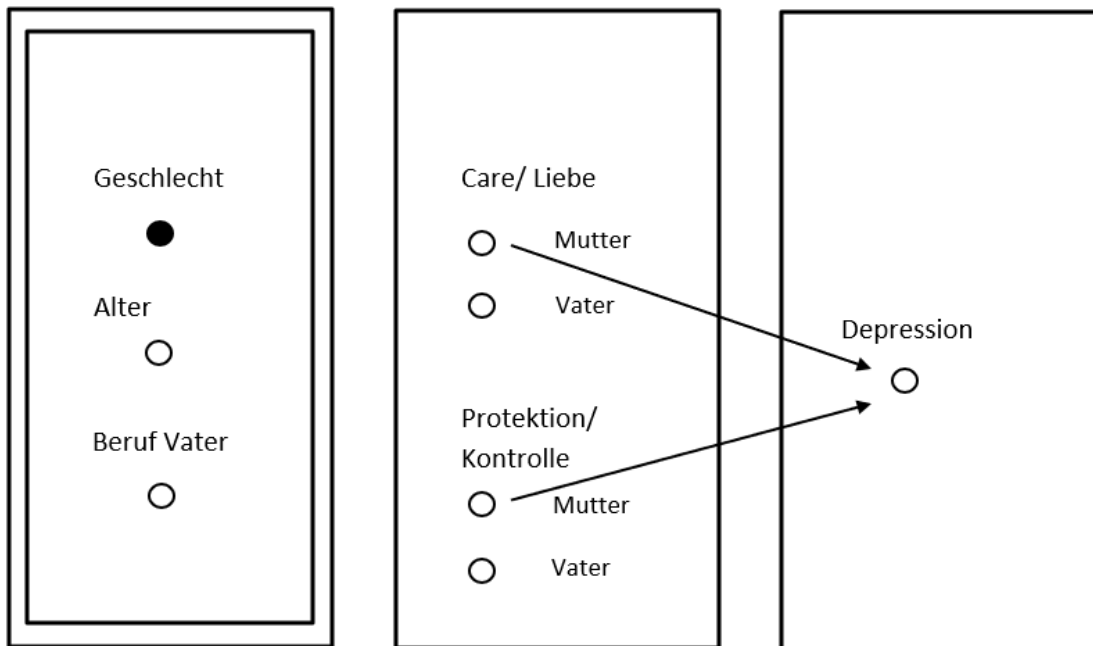 Geschlecht
Alter
Beruf Vater
Care/ Liebe
Mutter
Vater
Protektion/
Kontrolle
Mutter
Vater
Depression